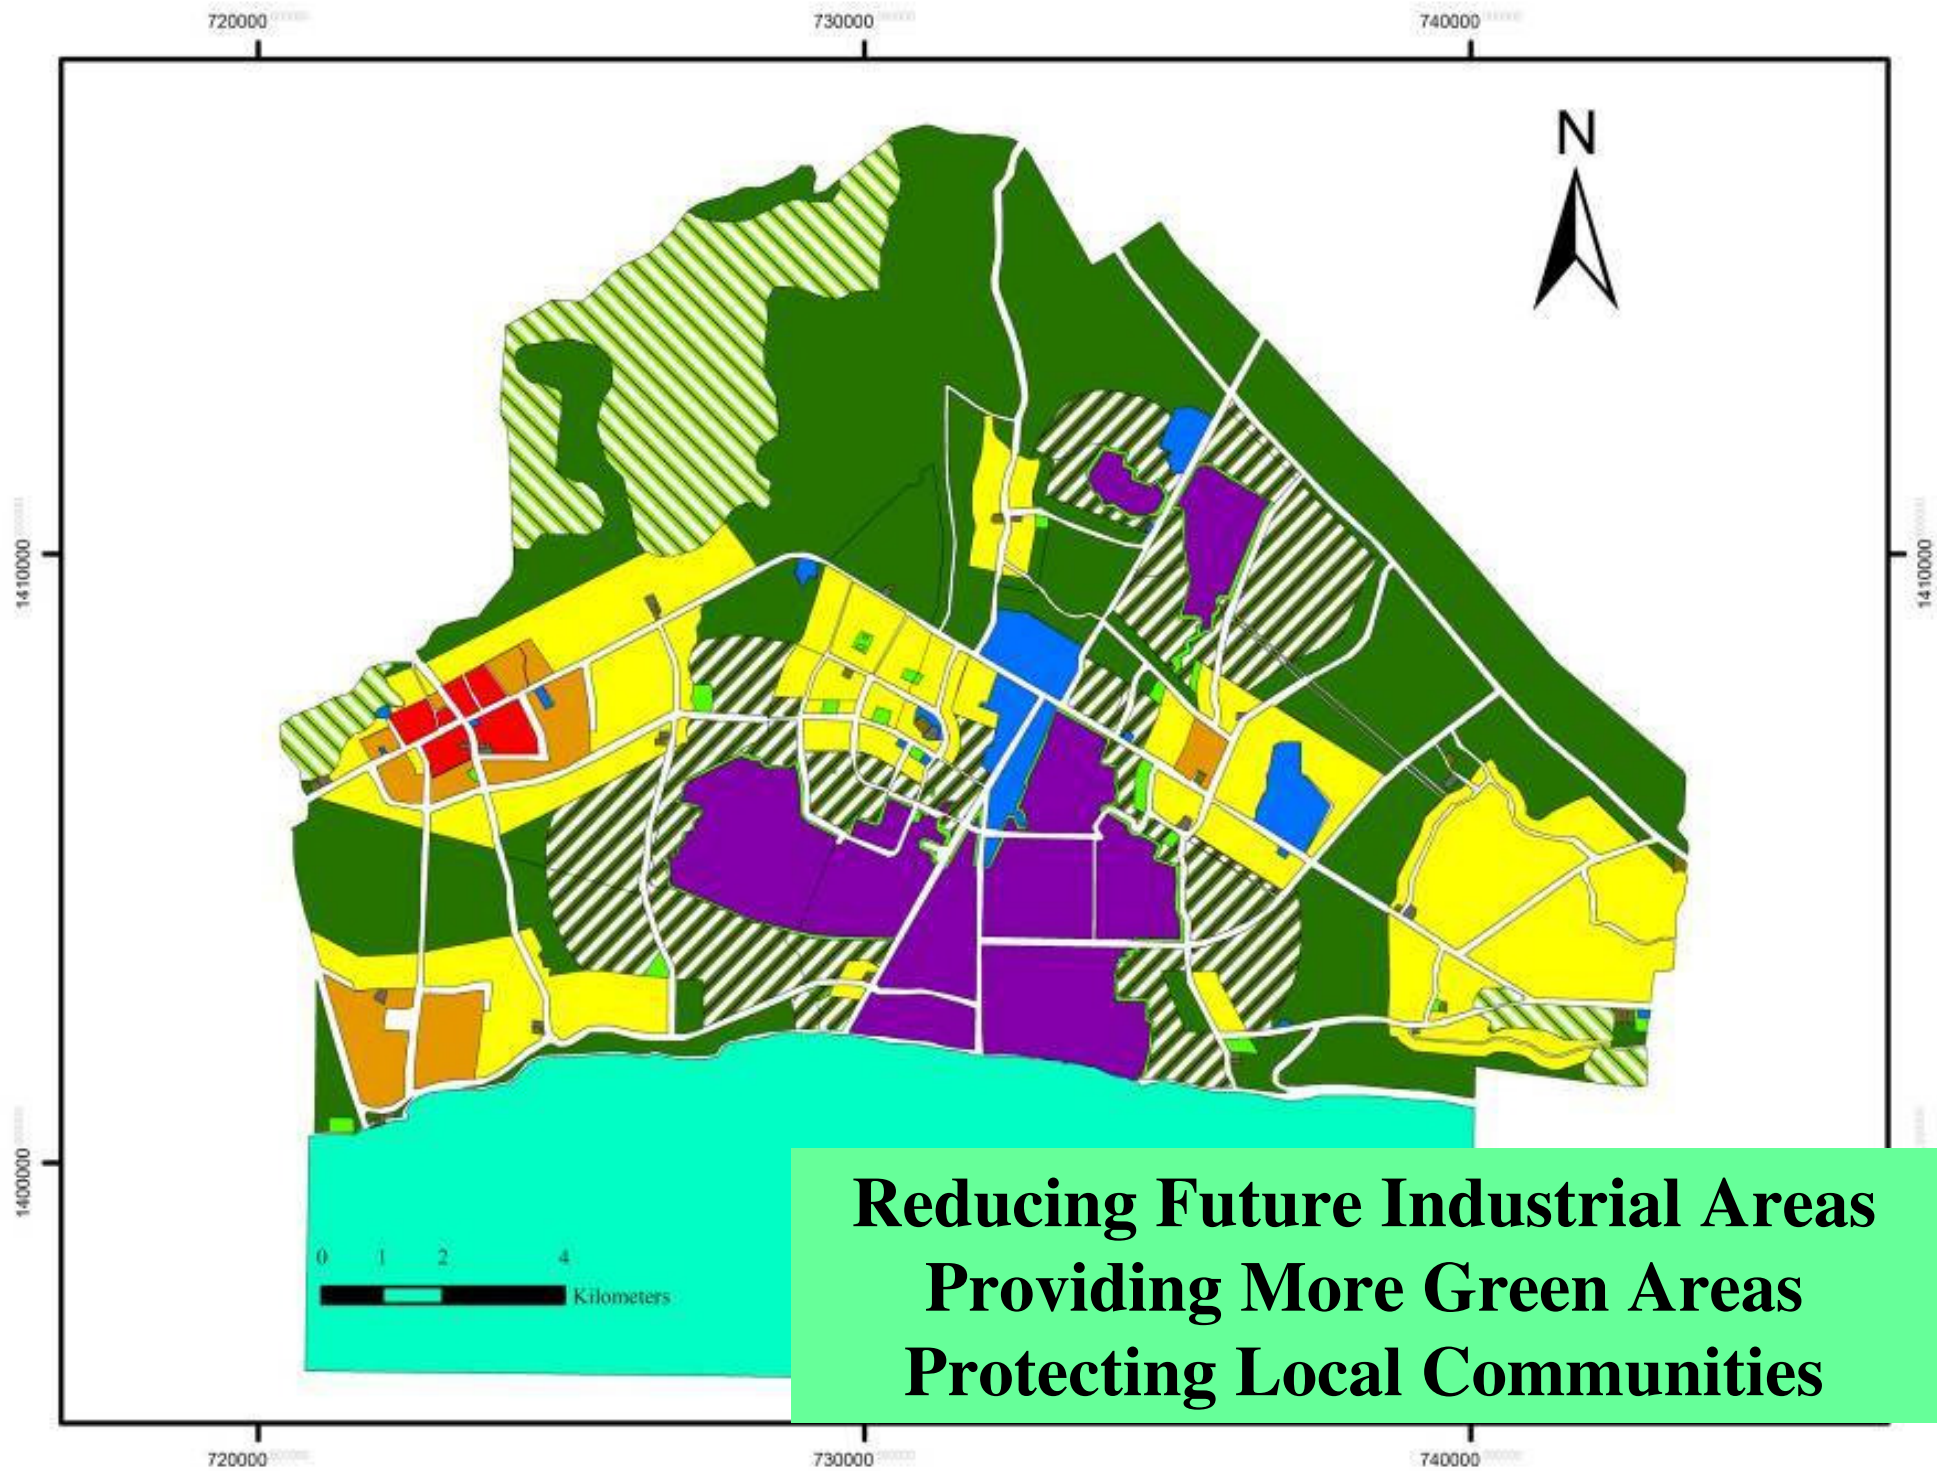 720000 730000 740000
N
1410000 1410000
1400000
0 1 2 4
Kilometers
Reducing Future Industrial Areas
Providing More Green Areas
Protecting Local Communities
720000 730000 740000